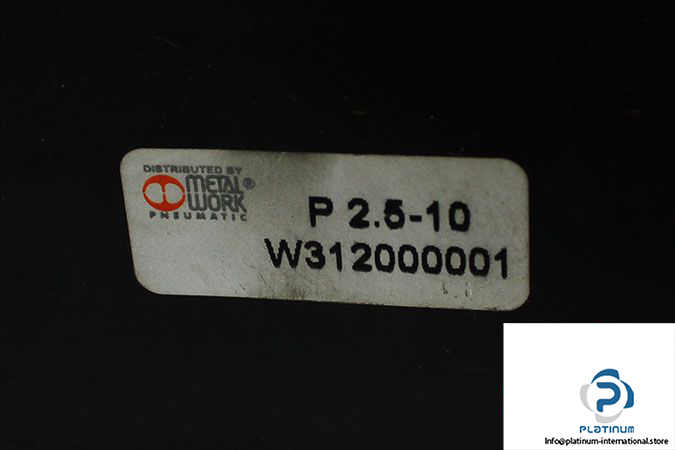 DISTRIBUTED BY
METAL®
WORK
PNEUMATIC
P 2.5-10
W312000001
PLATINUM
Info@platinum-international.store